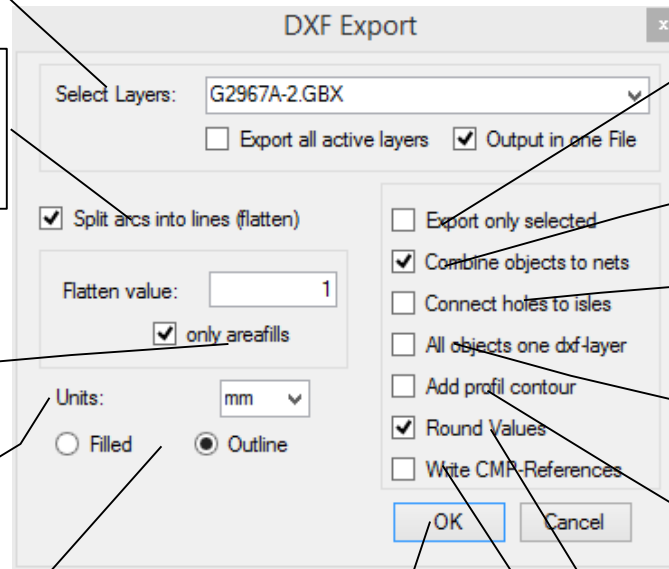 DXF Export
x
Select Layers: G2967A-2.GBX
Export all active layers Output in one File
Split arcs into lines (flatten)
Flatten value: 1
only areafills
Units: mm
Filled Outline
Export only selected
Combine objects to nets
Connect holes to isles
All objects one dxf-layer
Add profil contour
Round Values
Write CMP-References
OK Cancel